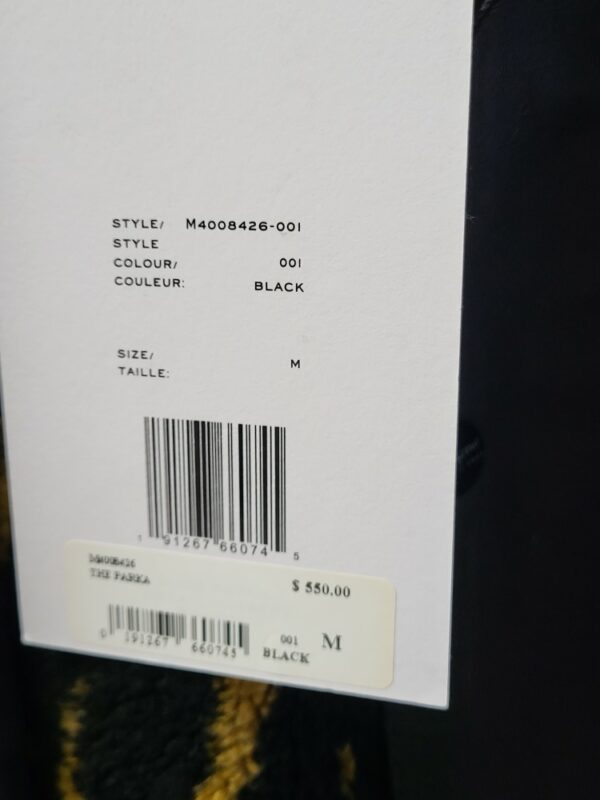 STYLE/ M4008426-001
STYLE
COLOUR/ 001
COULEUR: BLACK
SIZE/ M
TAILLE:
1 91267 66074 5
M4008426
THE PARKA
$ 550.00
0 191267 660745
001
BLACK
M